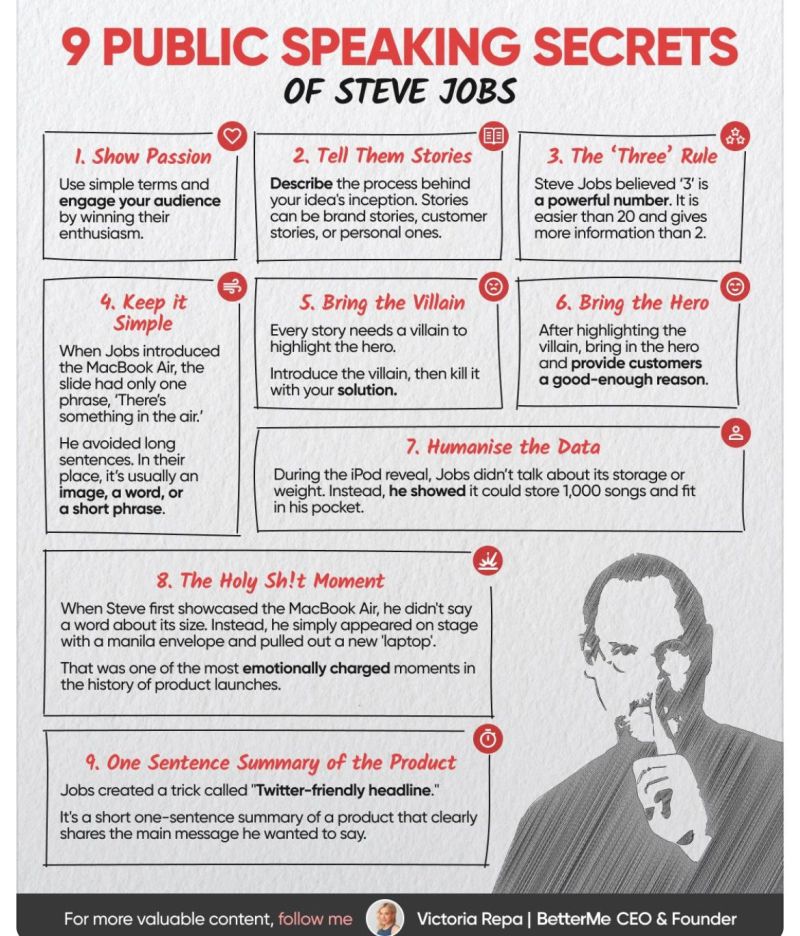 9 PUBLIC SPEAKING SECRETS
OF STEVE JOBS
1. Show Passion
Use simple terms and
engage your audience
by winning their
enthusiasm.
2. Tell Them Stories
Describe the process behind
your idea's inception. Stories
can be brand stories, customer
stories, or personal ones.
3. The ‘Three’ Rule
Steve Jobs believed ‘3’ is
a powerful number. It is
easier than 20 and gives
more information than 2.
4. Keep it
Simple
When Jobs introduced
the MacBook Air, the
slide had only one
phrase, ‘There’s
something in the air.’
He avoided long
sentences. In their
place, it’s usually an
image, a word, or
a short phrase.
5. Bring the Villain
Every story needs a villain to
highlight the hero.
Introduce the villain, then kill it
with your solution.
6. Bring the Hero
After highlighting the
villain, bring in the hero
and provide customers
a good-enough reason.
7. Humanise the Data
During the iPod reveal, Jobs didn’t talk about its storage or
weight. Instead, he showed it could store 1,000 songs and fit
in his pocket.
8. The Holy Sh!t Moment
When Steve first showcased the MacBook Air, he didn't say
a word about its size. Instead, he simply appeared on stage
with a manila envelope and pulled out a new 'laptop'.
That was one of the most emotionally charged moments in
the history of product launches.
9. One Sentence Summary of the Product
Jobs created a trick called "Twitter-friendly headline."
It's a short one-sentence summary of a product that clearly
shares the main message he wanted to say.
For more valuable content, follow me Victoria Repa | BetterMe CEO & Founder